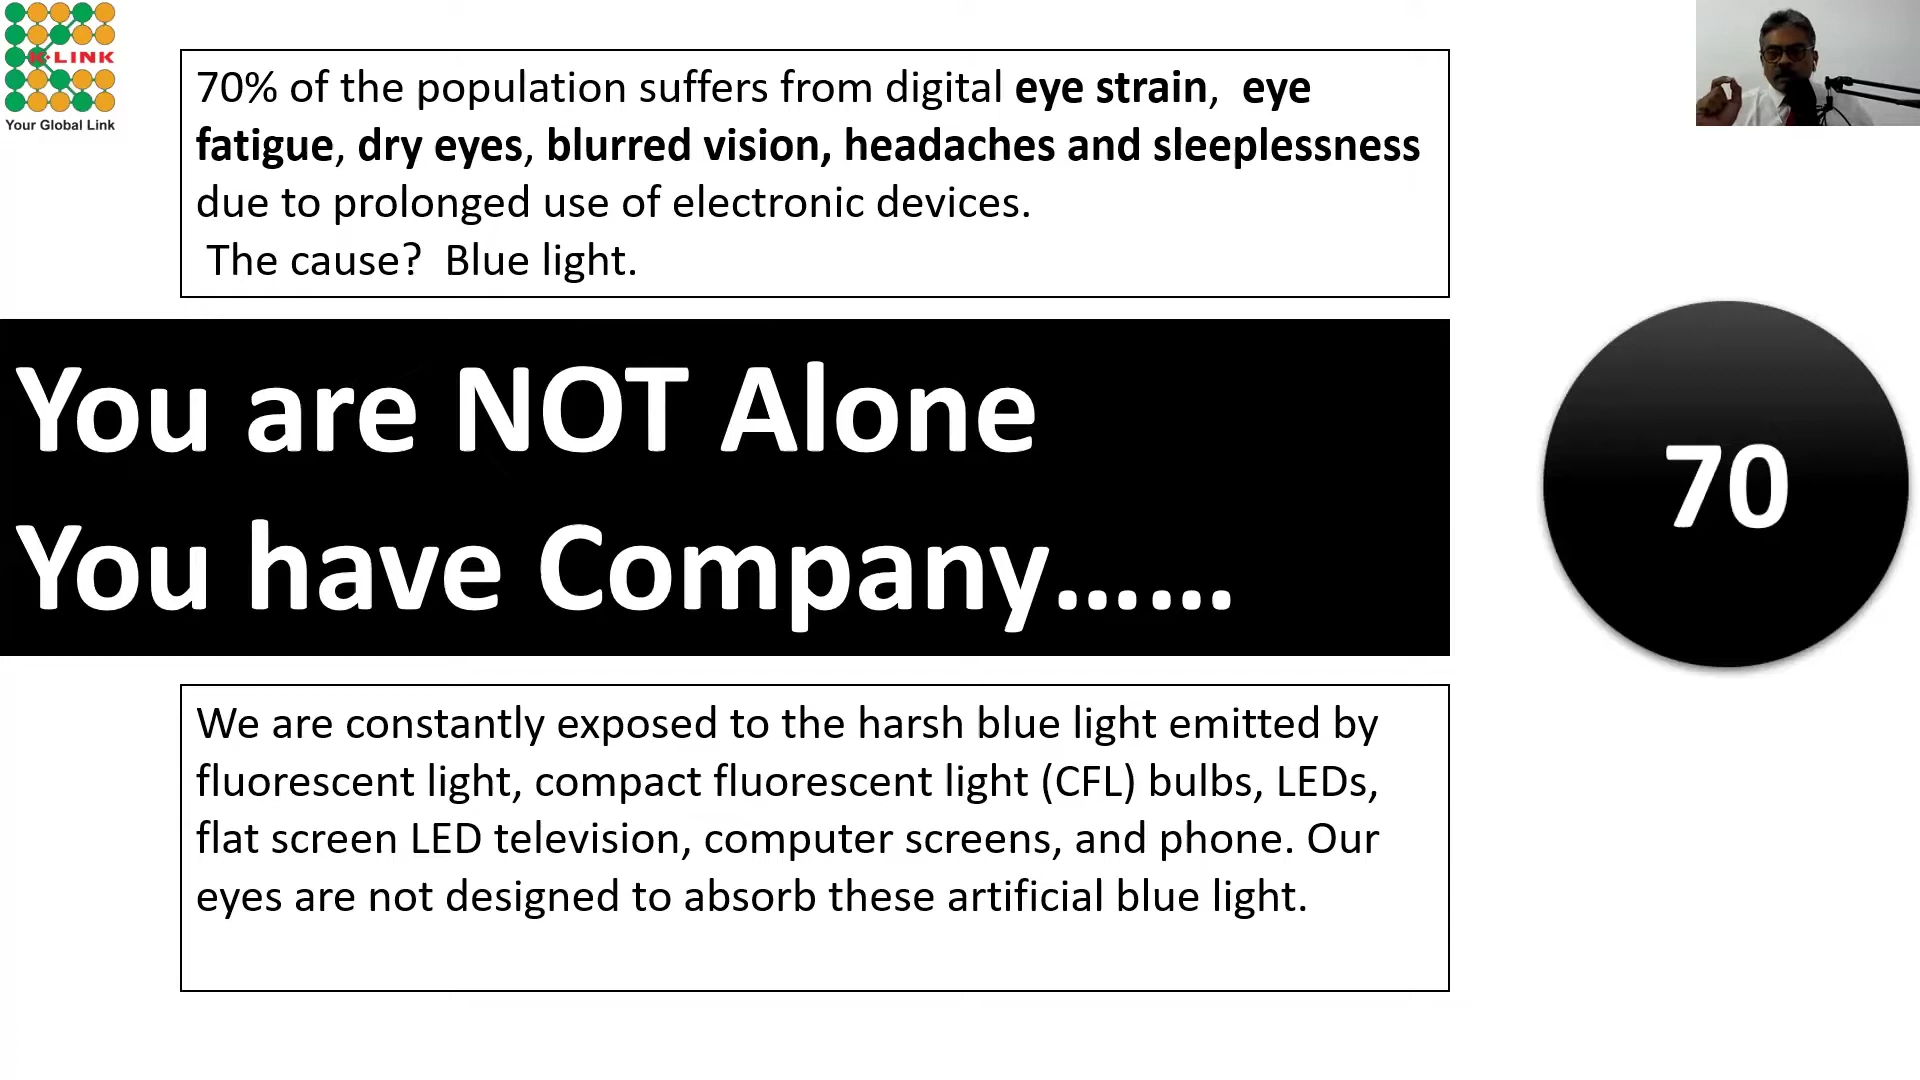 K-LINK
Your Global Link
70% of the population suffers from digital eye strain,  eye
fatigue, dry eyes, blurred vision, headaches and sleeplessness
due to prolonged use of electronic devices.
The cause?  Blue light.
You are NOT Alone
You have Company......
70
We are constantly exposed to the harsh blue light emitted by
fluorescent light, compact fluorescent light (CFL) bulbs, LEDs,
flat screen LED television, computer screens, and phone. Our
eyes are not designed to absorb these artificial blue light.